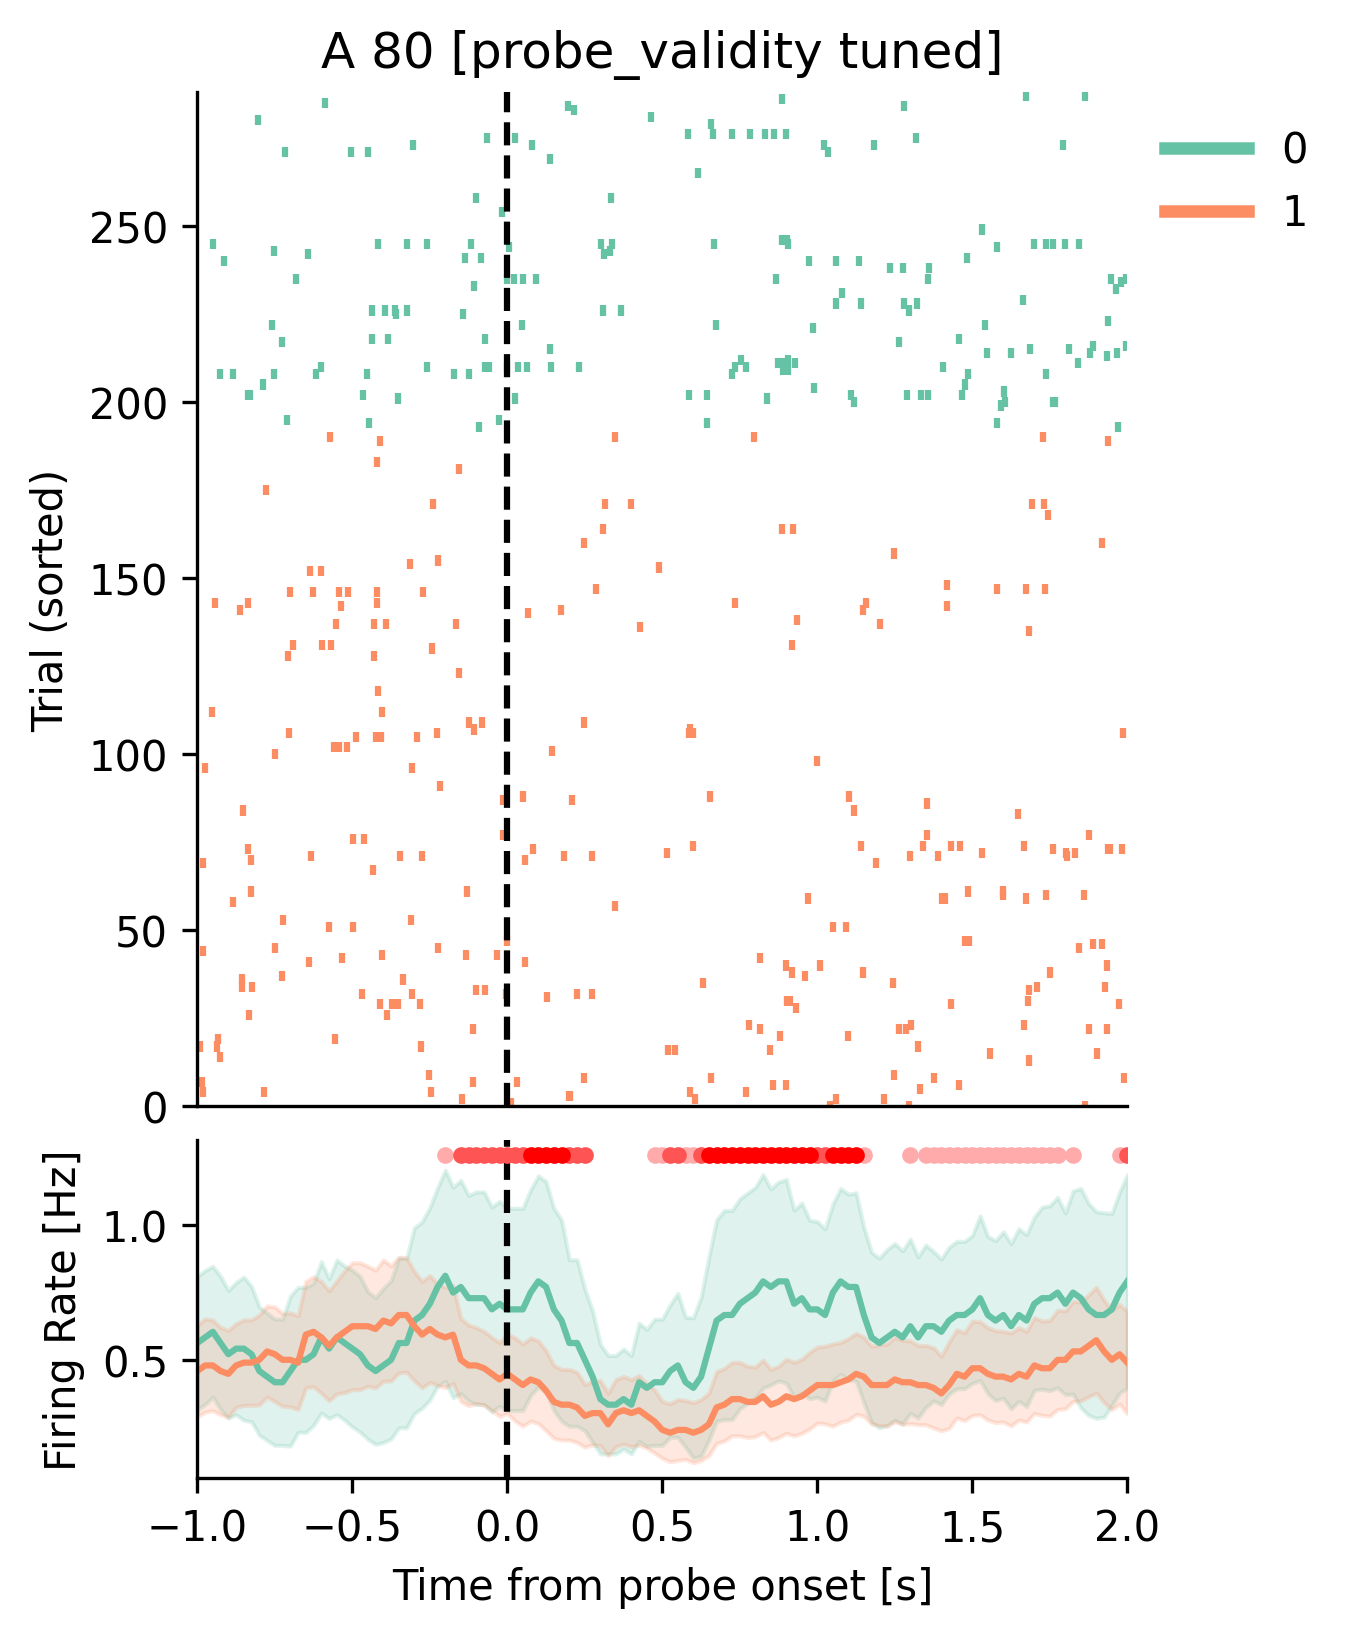 A 80 [probe_validity tuned]
0
1
250
200
150
100
50
0
Trial (sorted)
1.0
0.5
Firing Rate [Hz]
−1.0 −0.5 0.0 0.5 1.0 1.5 2.0
Time from probe onset [s]